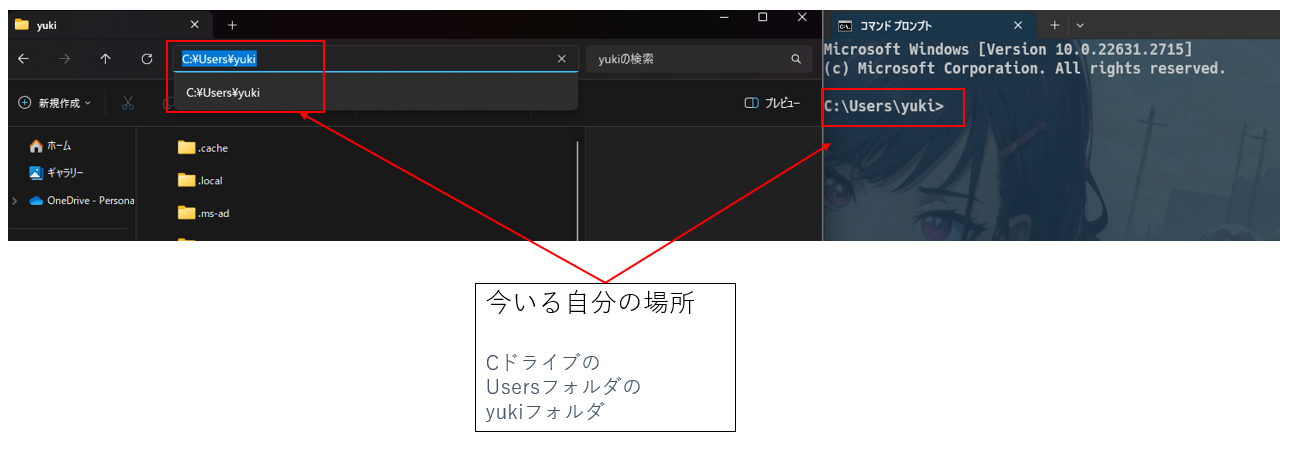 yuki
C:¥Users¥yuki
yukiの検索
C:¥Users¥yuki
新規作成
プレビュー
ホーム
ギャラリー
OneDrive - Persona
.cache
.local
.ms-ad
コマンド プロンプト
Microsoft Windows [Version 10.0.22631.2715]
(c) Microsoft Corporation. All rights reserved.
C:\Users\yuki>
今いる自分の場所
Cドライブの
Usersフォルダの
yukiフォルダ